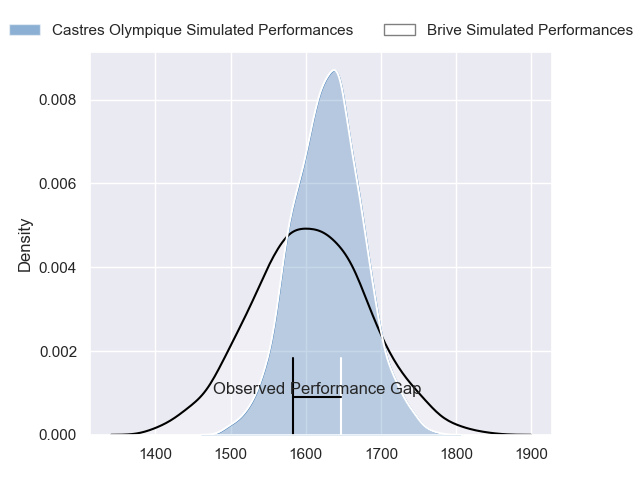 Castres Olympique Simulated Performances
Brive Simulated Performances
0.008
0.006
0.004
0.002
0.000
Density
Observed Performance Gap
1400 1500 1600 1700 1800 1900